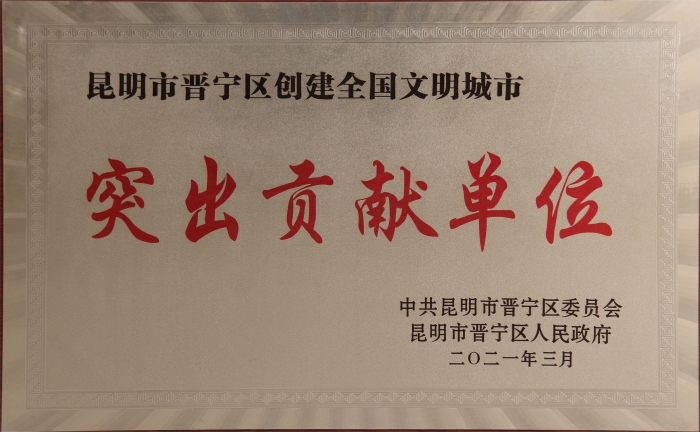 昆明市晋宁区创建全国文明城市
突出贡献单位
中共昆明市晋宁区委员会
昆明市晋宁区人民政府
二〇二一年三月